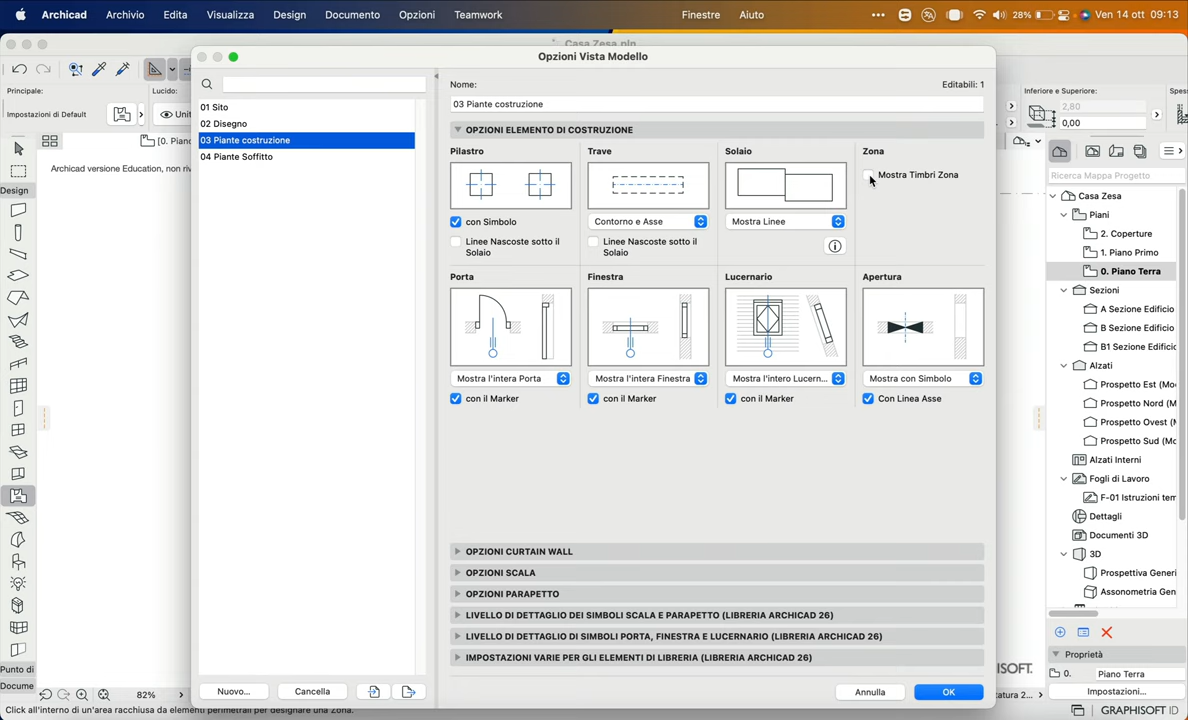 Archicad Archivio Edita Visualizza Design Documento Opzioni Teamwork Finestre Aiuto 28% Ven 14 ott 09:13
Casa Zesa.pln
Opzioni Vista Modello
Principale:
Lucido:
Impostazioni di Default
Inferiore e Superiore:
2,80
0,00
[0. Pian
Archicad versione Education, non ri
Design
Nome:
Editabili: 1
03 Piante costruzione
01 Sito
02 Disegno
03 Piante costruzione
04 Piante Soffitto
OPZIONI ELEMENTO DI COSTRUZIONE
Pilastro
con Simbolo
Linee Nascoste sotto il
Solaio
Trave
Contorno e Asse
Linee Nascoste sotto il
Solaio
Solaio
Mostra Linee
Zona
Mostra Timbri Zona
Porta
Mostra l'intera Porta
con il Marker
Finestra
Mostra l'intera Finestra
con il Marker
Lucernario
Mostra l'intero Lucern...
con il Marker
Apertura
Mostra con Simbolo
Con Linea Asse
OPZIONI CURTAIN WALL
OPZIONI SCALA
OPZIONI PARAPETTO
LIVELLO DI DETTAGLIO DEI SIMBOLI SCALA E PARAPETTO (LIBRERIA ARCHICAD 26)
LIVELLO DI DETTAGLIO DI SIMBOLI PORTA, FINESTRA E LUCERNARIO (LIBRERIA ARCHICAD 26)
IMPOSTAZIONI VARIE PER GLI ELEMENTI DI LIBRERIA (LIBRERIA ARCHICAD 26)
Nuovo...
Cancella
Annulla
OK
Ricerca Mappa Progetto
Casa Zesa
Piani
2. Coperture
1. Piano Primo
0. Piano Terra
Sezioni
A Sezione Edificio
B Sezione Edificio
B1 Sezione Edificio
Alzati
Prospetto Est (Mo
Prospetto Nord (M
Prospetto Ovest (
Prospetto Sud (Mo
Alzati Interni
Fogli di Lavoro
F-01 Istruzioni tem
Dettagli
Documenti 3D
3D
Prospettiva Generi
Assonometria Gen
Proprietà
0. Piano Terra
Impostazioni...
GRAPHISOFT ID
Punto di
Docume
82%
Click all'interno di un'area racchiusa da elementi perimetrali per designare una Zona.